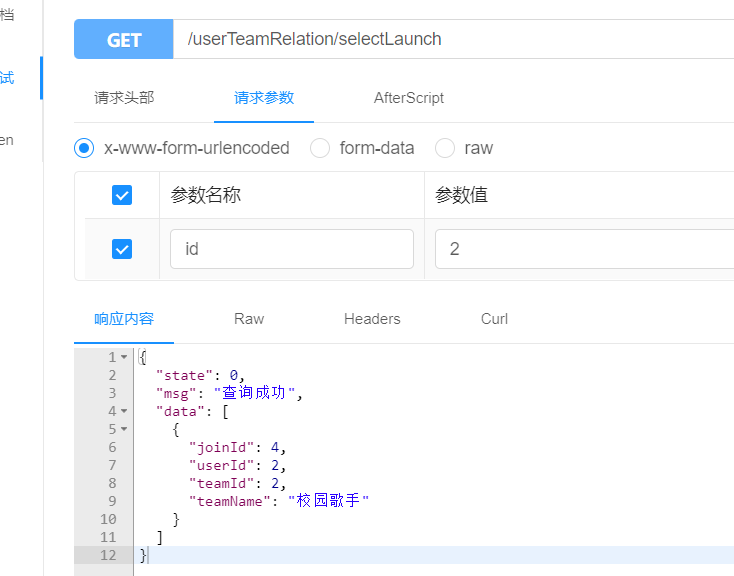 档
GET /userTeamRelation/selectLaunch
试
请求头部 请求参数 AfterScript
en
x-www-form-urlencoded form-data raw
参数名称 参数值
id 2
响应内容 Raw Headers Curl
1 {
2 "state": 0,
3 "msg": "查询成功",
4 "data": [
5 {
6 "joinId": 4,
7 "userId": 2,
8 "teamId": 2,
9 "teamName": "校园歌手"
10 }
11 ]
12 }